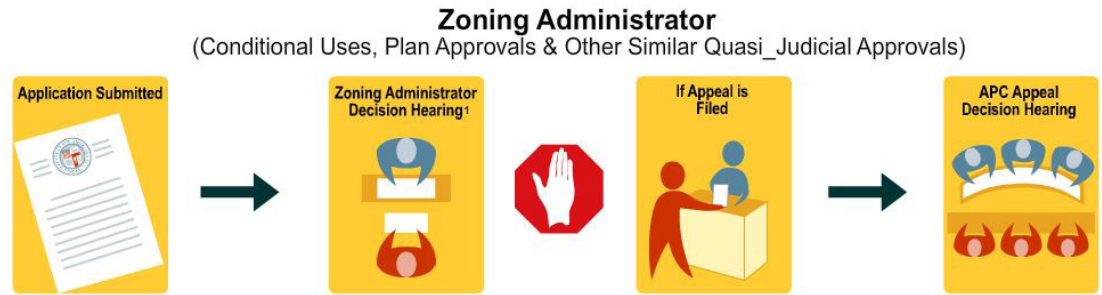 Zoning Administrator
(Conditional Uses, Plan Approvals & Other Similar Quasi_Judicial Approvals)
Application Submitted
Zoning Administrator
Decision Hearing¹
If Appeal is
Filed
APC Appeal
Decision Hearing